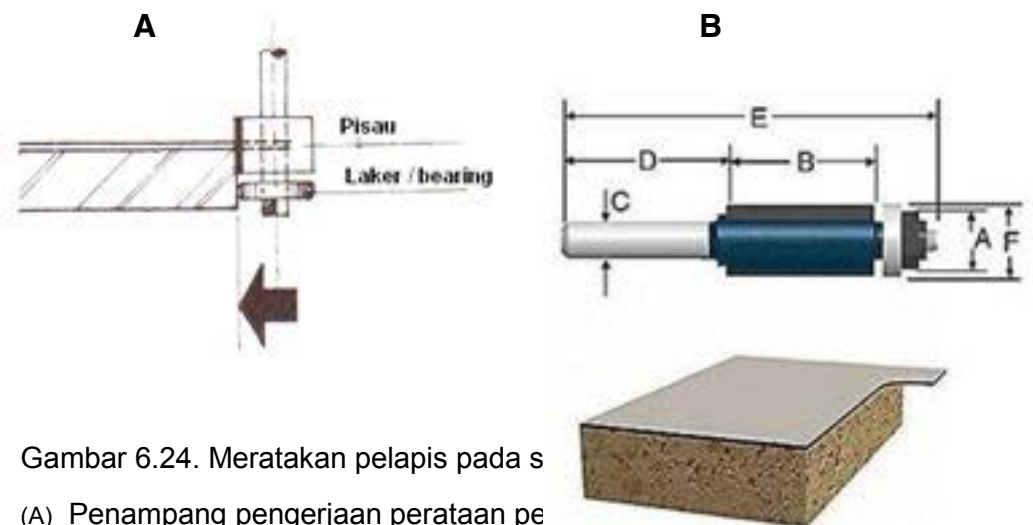 A
B
Pisau
Laker / bearing
E
D
B
C
A
F
Gambar 6.24. Meratakan pelapis pada s
(A) Penampang pengerjaan perataan pe